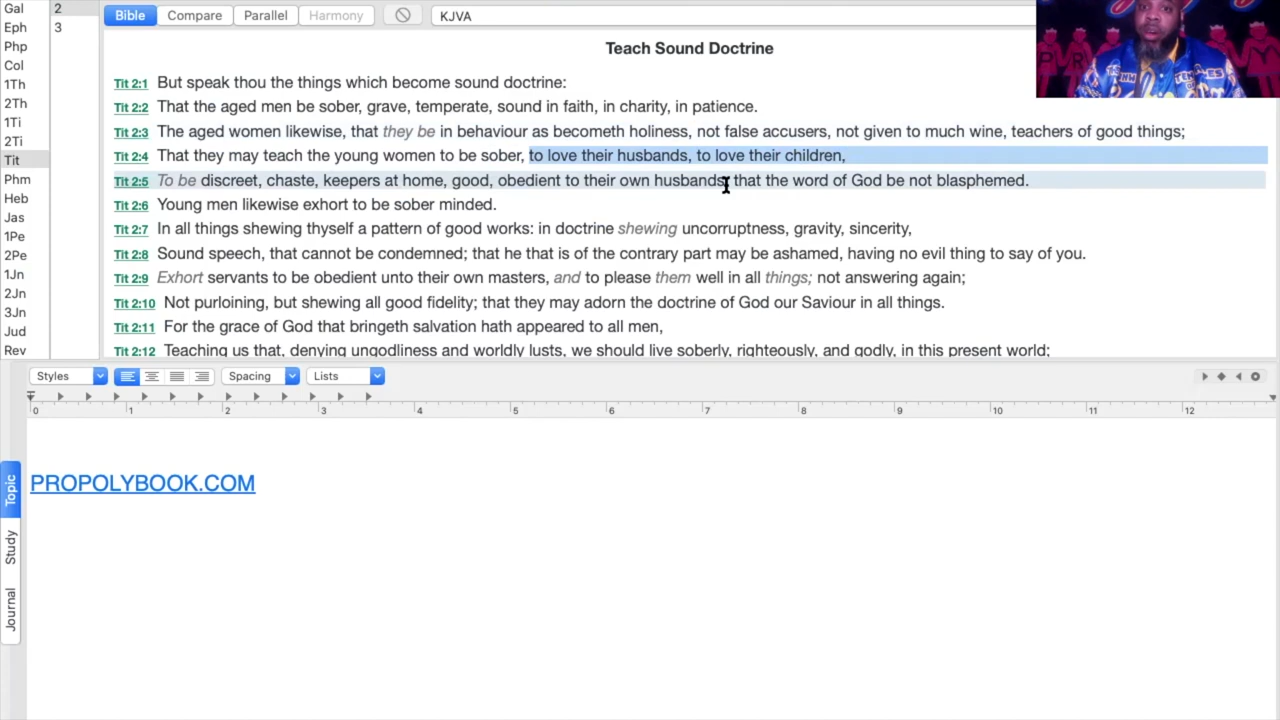 Gal
Eph
Php
Col
1Th
2Th
1Ti
2Ti
Tit
Phm
Heb
Jas
1Pe
2Pe
1Jn
2Jn
3Jn
Jud
Rev
2
3
Bible Compare Parallel Harmony KJVA
Teach Sound Doctrine
Tit 2:1 But speak thou the things which become sound doctrine:
Tit 2:2 That the aged men be sober, grave, temperate, sound in faith, in charity, in patience.
Tit 2:3 The aged women likewise, that they be in behaviour as becometh holiness, not false accusers, not given to much wine, teachers of good things;
Tit 2:4 That they may teach the young women to be sober, to love their husbands, to love their children,
Tit 2:5 To be discreet, chaste, keepers at home, good, obedient to their own husbands, that the word of God be not blasphemed.
Tit 2:6 Young men likewise exhort to be sober minded.
Tit 2:7 In all things shewing thyself a pattern of good works: in doctrine shewing uncorruptness, gravity, sincerity,
Tit 2:8 Sound speech, that cannot be condemned; that he that is of the contrary part may be ashamed, having no evil thing to say of you.
Tit 2:9 Exhort servants to be obedient unto their own masters, and to please them well in all things; not answering again;
Tit 2:10 Not purloining, but shewing all good fidelity; that they may adorn the doctrine of God our Saviour in all things.
Tit 2:11 For the grace of God that bringeth salvation hath appeared to all men,
Tit 2:12 Teaching us that, denying ungodliness and worldly lusts, we should live soberly, righteously, and godly, in this present world;
Styles Spacing Lists
0 1 2 3 4 5 6 7 8 9 10 11 12
Topic
Study
Journal
PROPOLYBOOK.COM